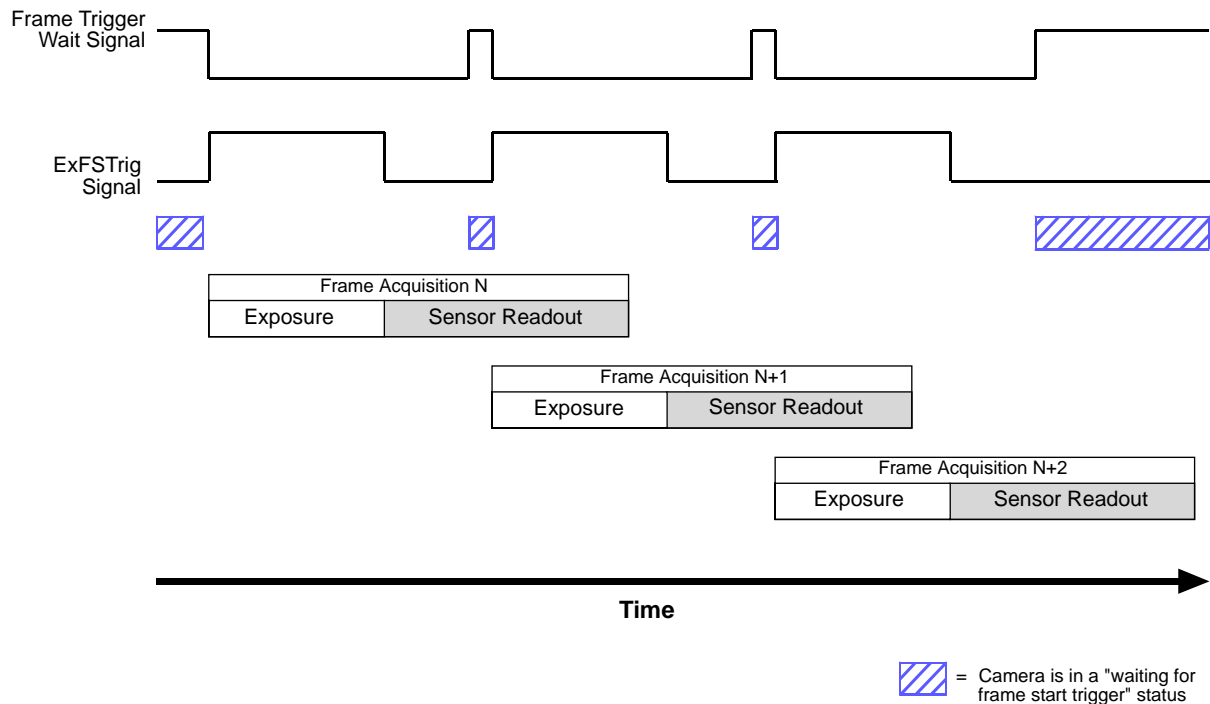 Frame Trigger
Wait Signal
ExFSTrig
Signal
Frame Acquisition N
Exposure
Sensor Readout
Frame Acquisition N+1
Exposure
Sensor Readout
Frame Acquisition N+2
Exposure
Sensor Readout
Time
= Camera is in a "waiting for
frame start trigger" status